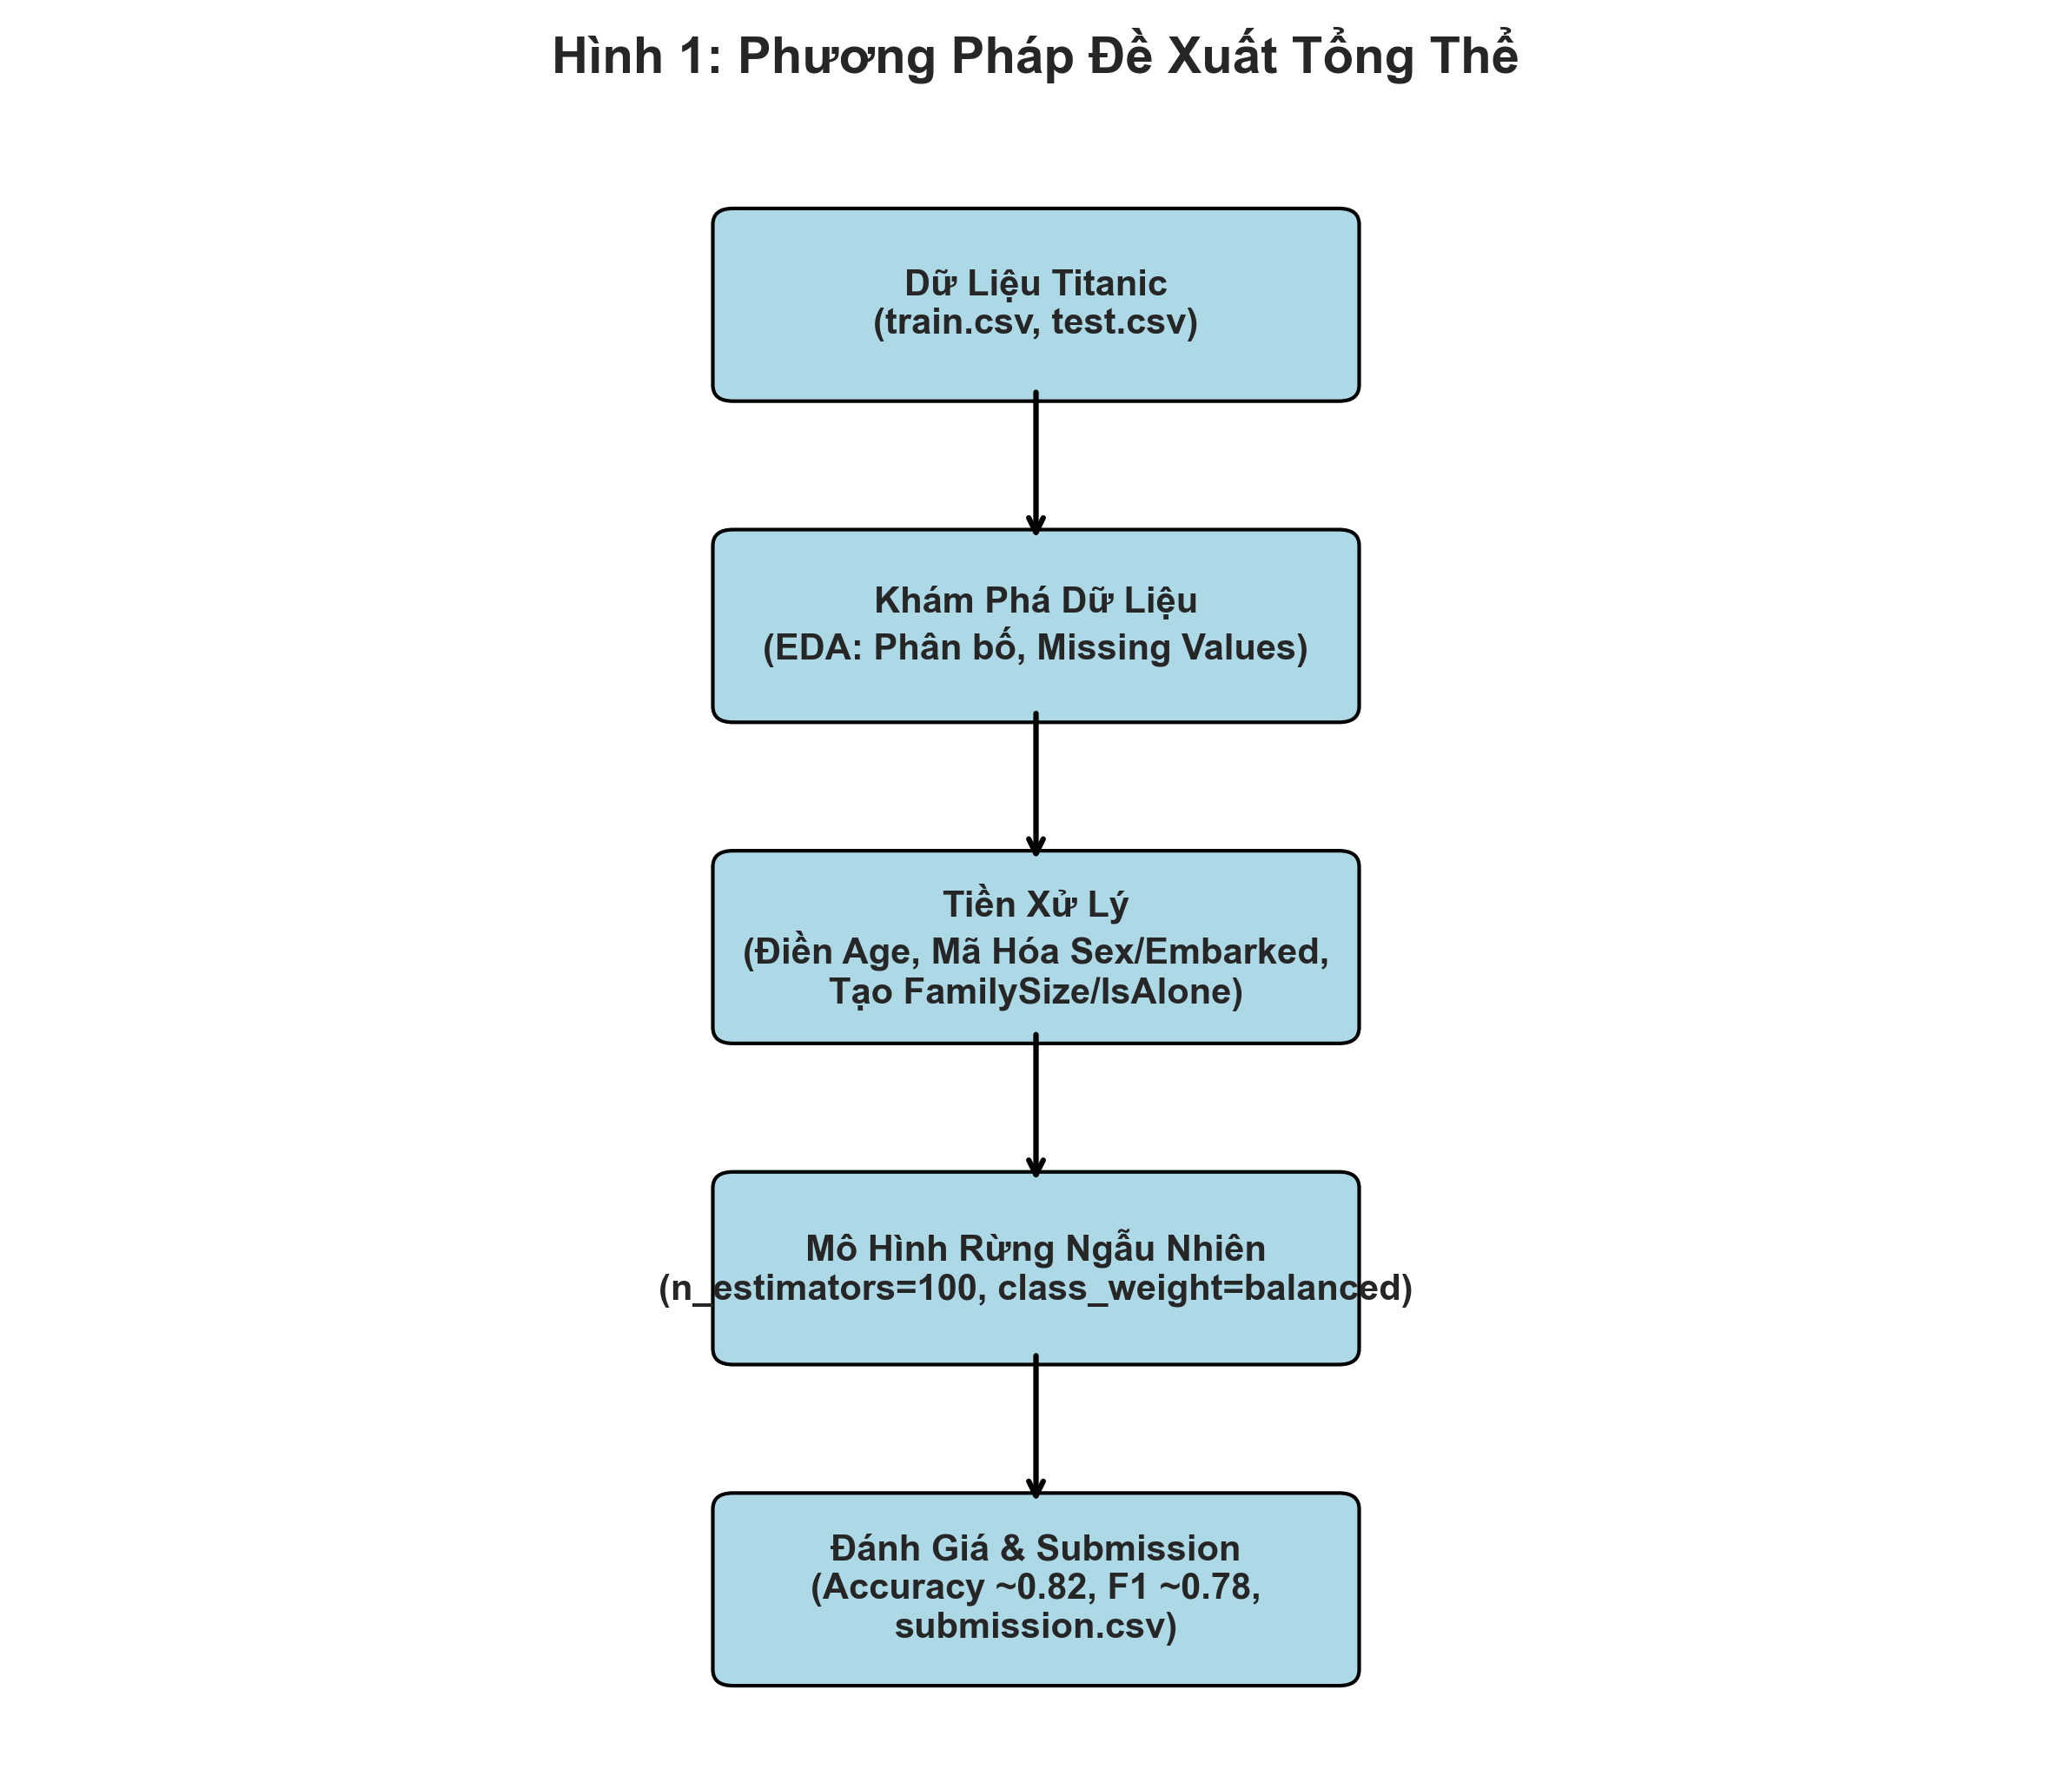 Hình 1: Phương Pháp Đề Xuất Tổng Thể
Dữ Liệu Titanic
(train.csv, test.csv)
Khám Phá Dữ Liệu
(EDA: Phân bố, Missing Values)
Tiền Xử Lý
(Điền Age, Mã Hóa Sex/Embarked,
Tạo FamilySize/IsAlone)
Mô Hình Rừng Ngẫu Nhiên
(n_estimators=100, class_weight=balanced)
Đánh Giá & Submission
(Accuracy ~0.82, F1 ~0.78,
submission.csv)